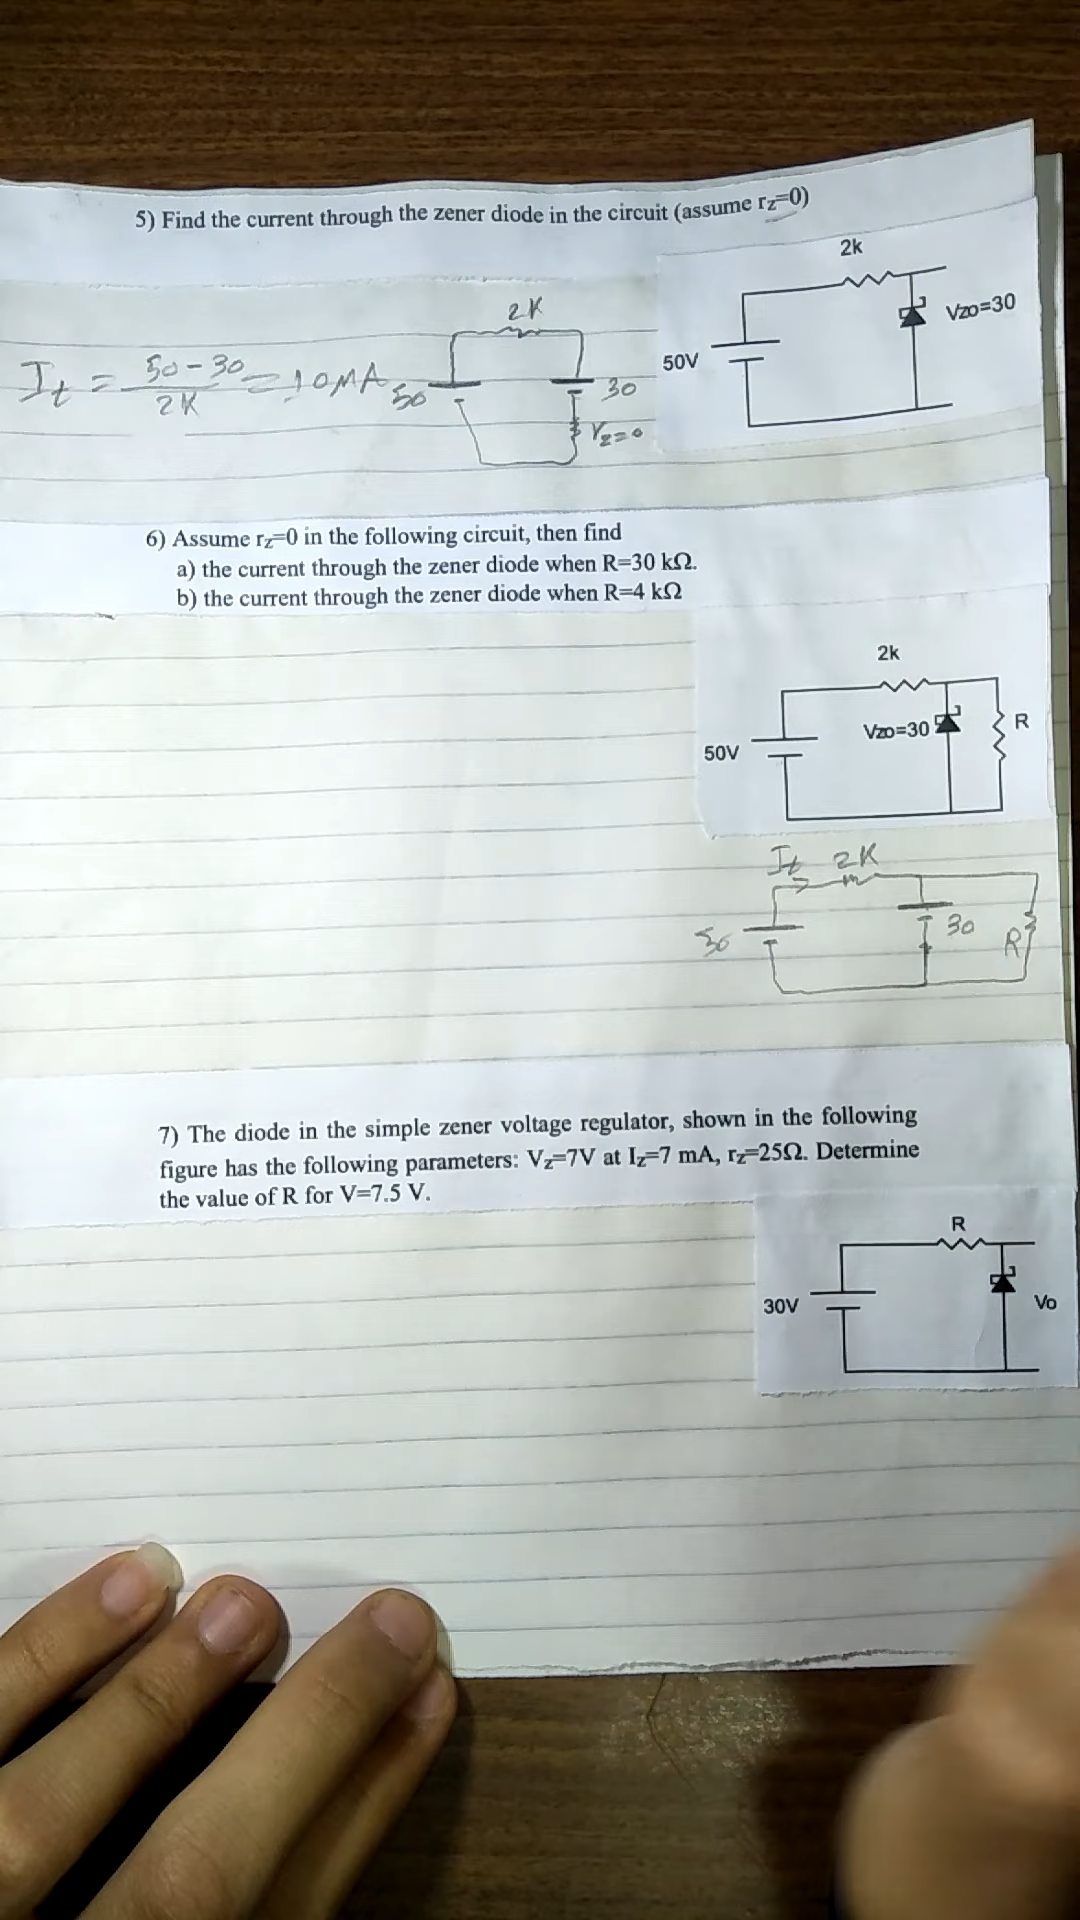 5) Find the current through the zener diode in the circuit (assume rz=0)
2k
Vzo=30
50V
2K
It = 50-30 / 2K = 10MA
50
30
rz=0
6) Assume rz=0 in the following circuit, then find
a) the current through the zener diode when R=30 kΩ.
b) the current through the zener diode when R=4 kΩ
2k
Vzo=30
R
50V
It 2K
50
30
R
7) The diode in the simple zener voltage regulator, shown in the following
figure has the following parameters: Vz=7V at Iz=7 mA, rz=25Ω. Determine
the value of R for V=7.5 V.
R
30V
Vo